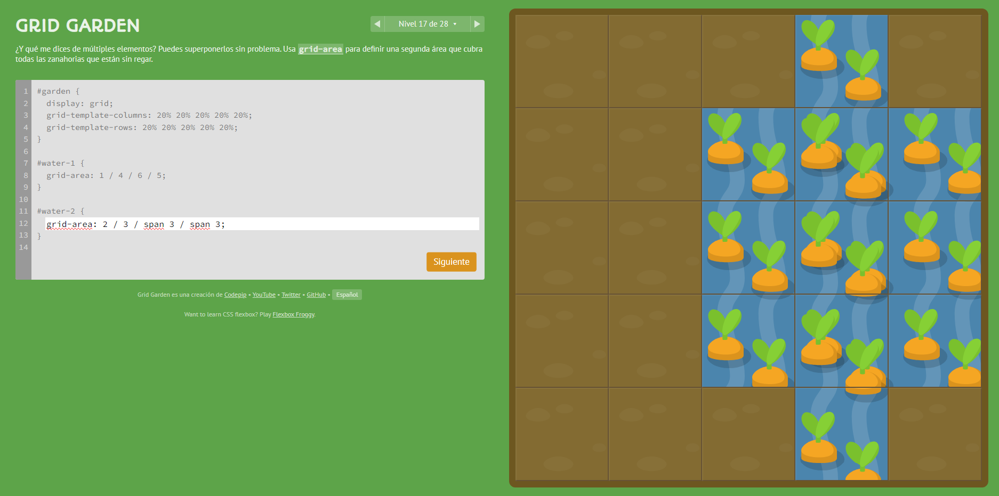 GRID GARDEN
Nivel 17 de 28
¿Y qué me dices de múltiples elementos? Puedes superponerlos sin problema. Usa grid-area para definir una segunda área que cubra
todas las zanahorias que están sin regar.
1 #garden {
2 display: grid;
3 grid-template-columns: 20% 20% 20% 20% 20%;
4 grid-template-rows: 20% 20% 20% 20% 20%;
5 }
6
7 #water-1 {
8 grid-area: 1 / 4 / 6 / 5;
9 }
10
11 #water-2 {
12 grid-area: 2 / 3 / span 3 / span 3;
13 }
14
Siguiente
Grid Garden es una creación de Codepip • YouTube • Twitter • GitHub • Español
Want to learn CSS flexbox? Play Flexbox Froggy.